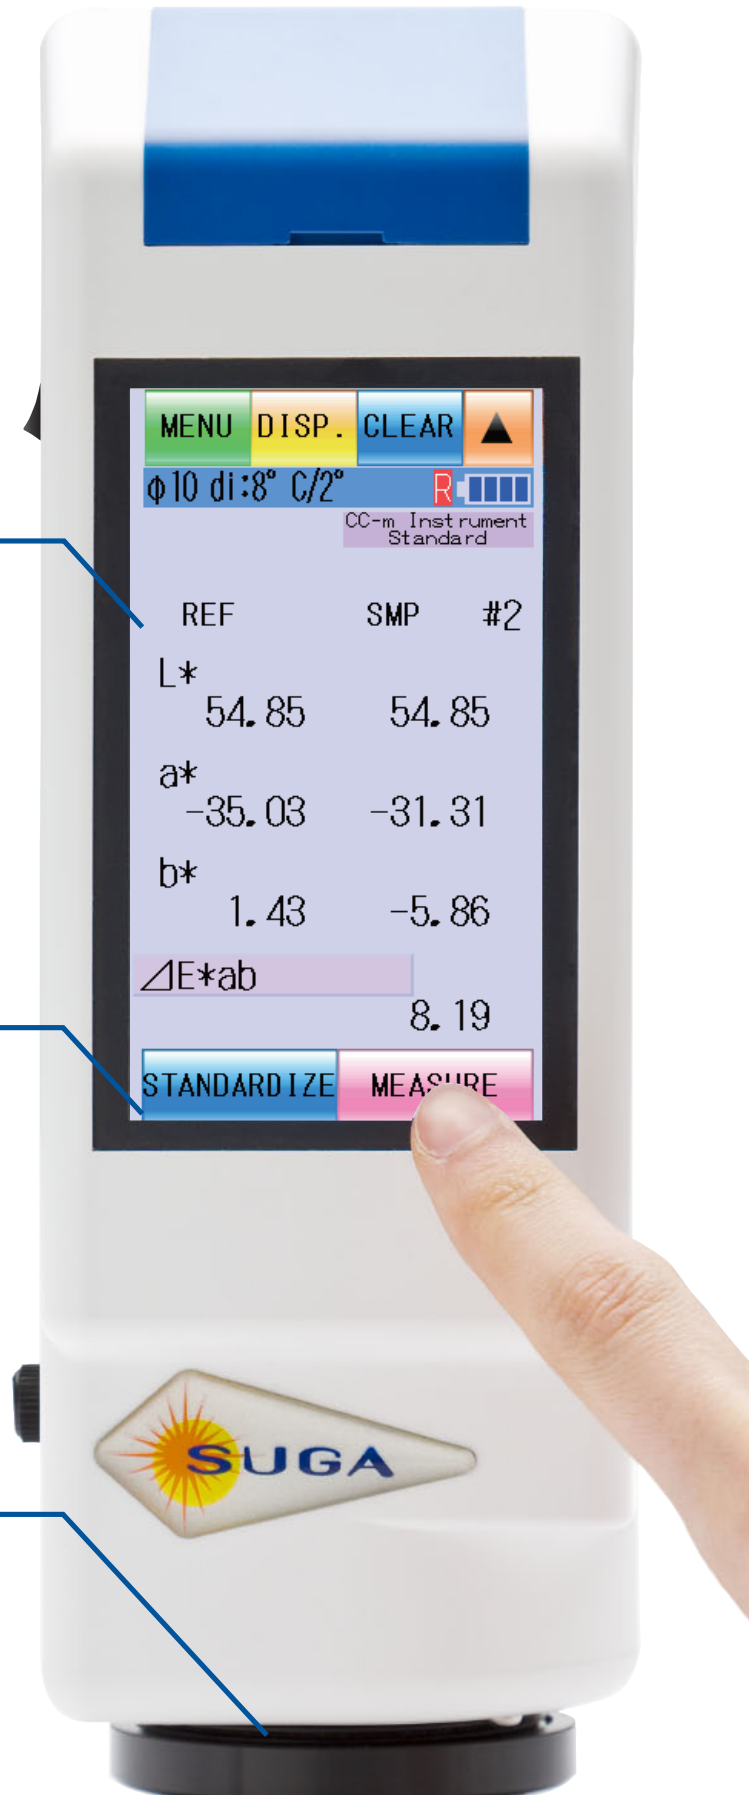 MENU DISP. CLEAR ▲
φ10 di:8° C/2° R
CC-m Instrument
Standard
REF SMP #2
L*
54.85 54.85
a*
-35.03 -31.31
b*
1.43 -5.86
⊿E*ab
8.19
STANDARDIZE MEASURE
SUGA